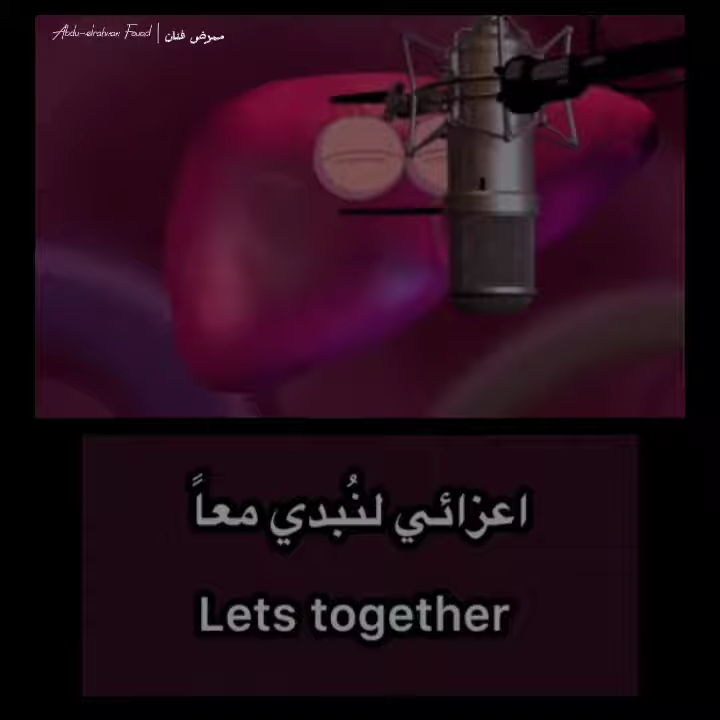 Abdu-elrahman Fouad | ممرض فنان
اعزائي لنُبدي معاً
Lets together